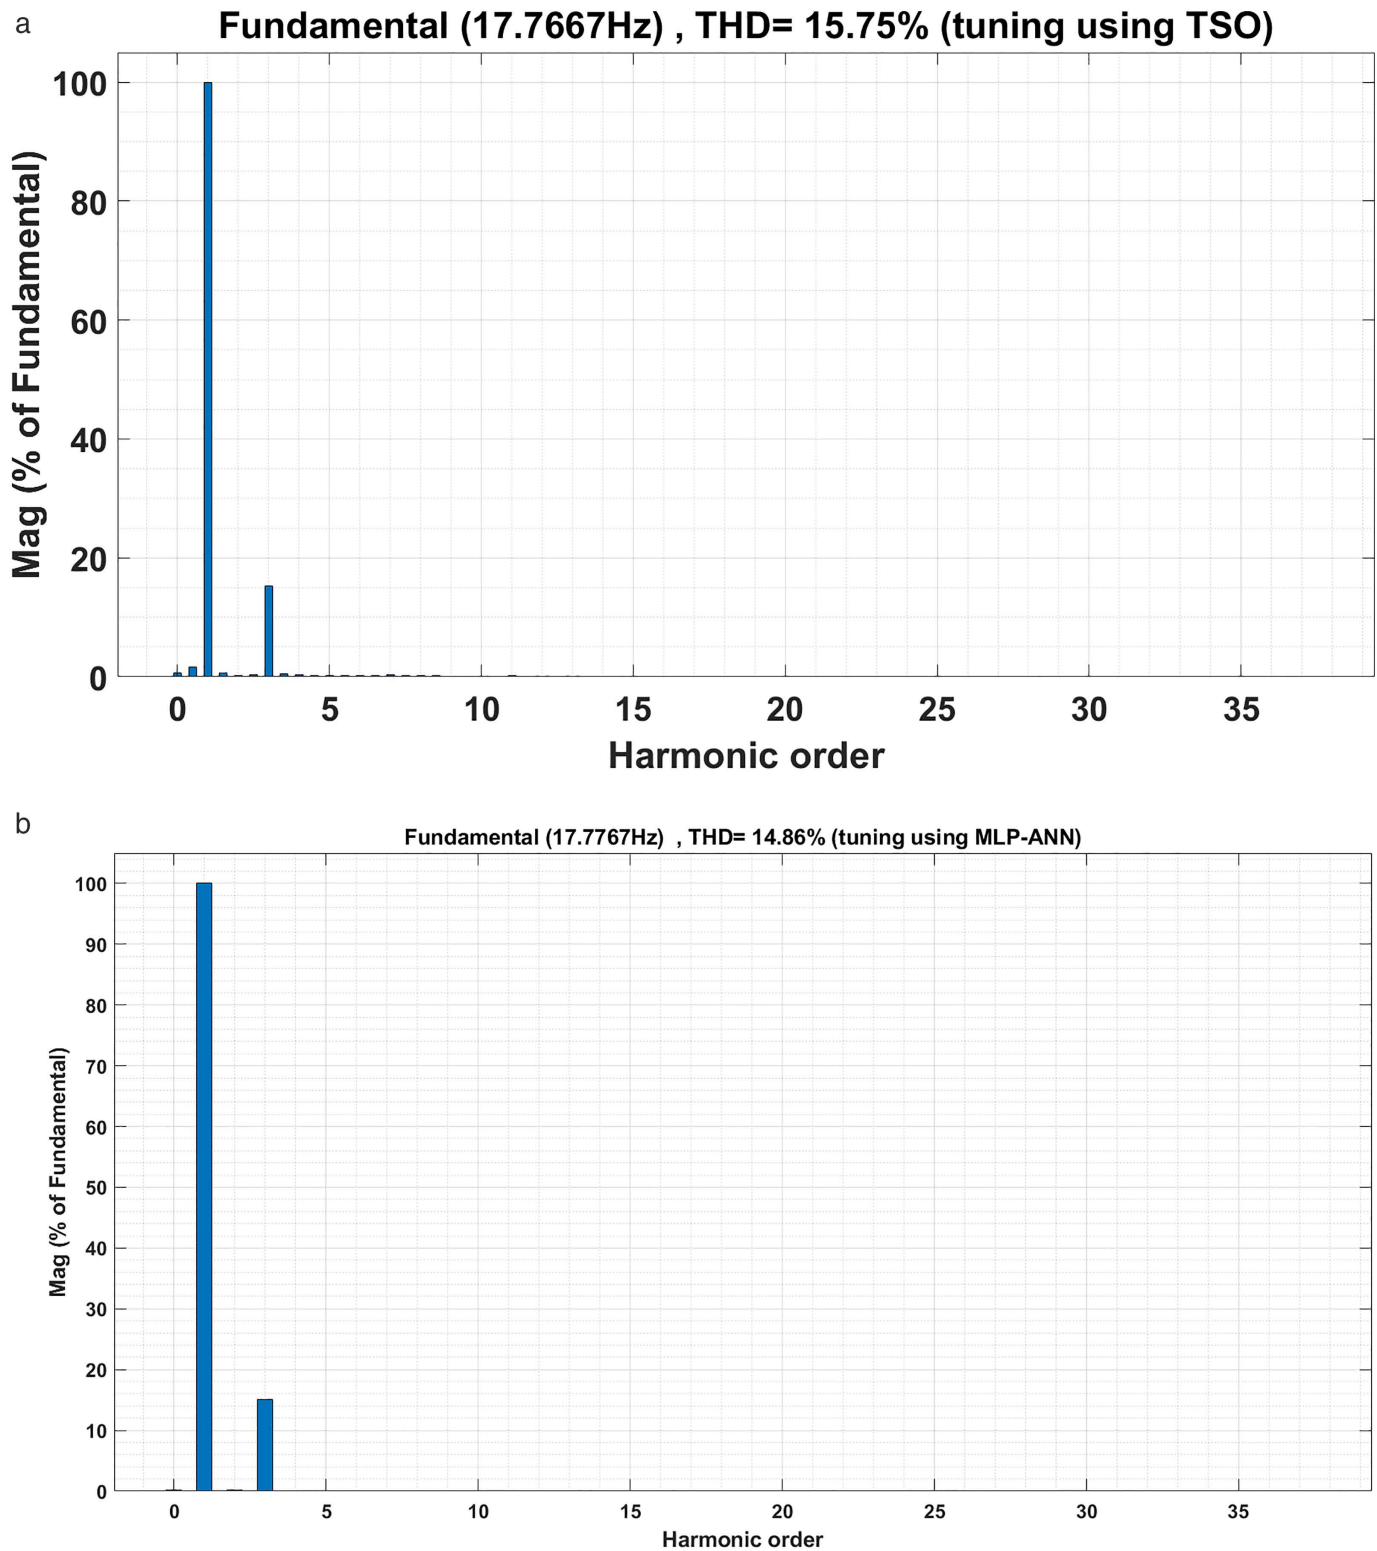 a
Fundamental (17.7667Hz) , THD= 15.75% (tuning using TSO)
Mag (% of Fundamental)
100
80
60
40
20
0
0 5 10 15 20 25 30 35
Harmonic order
b
Fundamental (17.7767Hz) , THD= 14.86% (tuning using MLP-ANN)
Mag (% of Fundamental)
100
90
80
70
60
50
40
30
20
10
0
0 5 10 15 20 25 30 35
Harmonic order